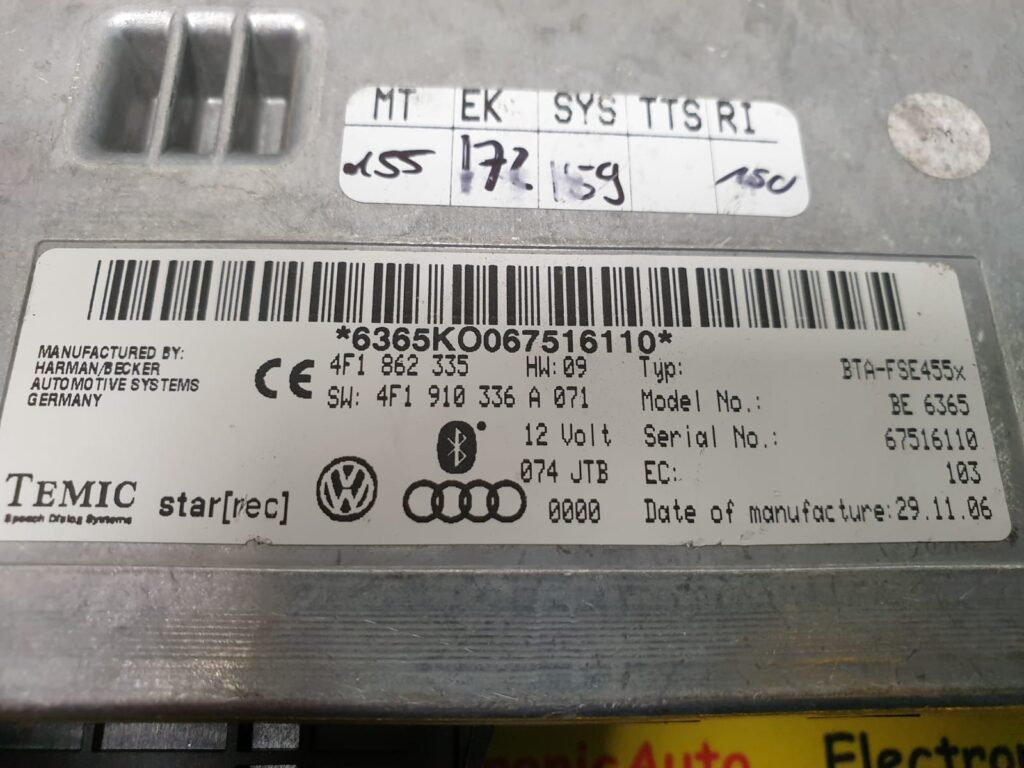 MT EK SYS TTS RI
155 172 159 150
*6365KO067516110*
MANUFACTURED BY:
HARMAN/BECKER
AUTOMOTIVE SYSTEMS
GERMANY
4F1 862 335 HW:09
SW: 4F1 910 336 A 071
12 Volt
074 JTB
0000
Typ: BTA-FSE455x
Model No.: BE 6365
Serial No.: 67516110
EC: 103
Date of manufacture: 29.11.06
TEMIC
Speech Dialog Systems
star[rec]
Auto Electron